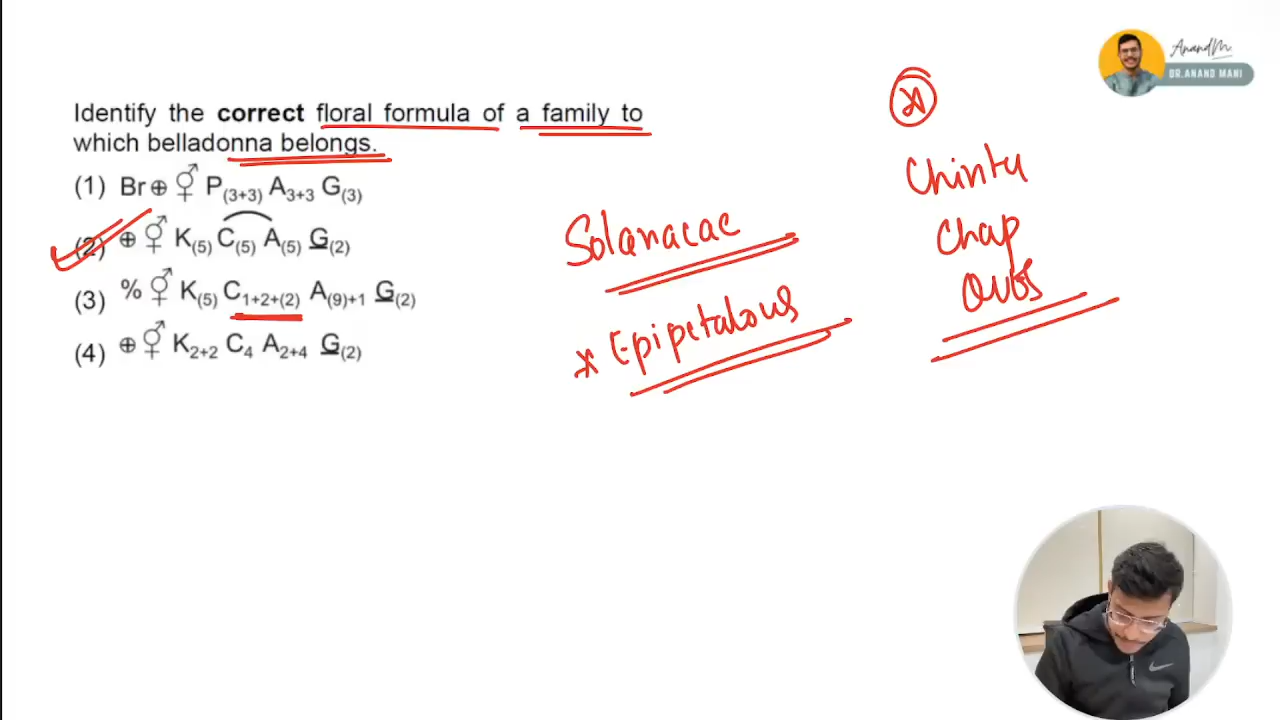 AnandM.
DR.ANAND MANI
Identify the correct floral formula of a family to
which belladonna belongs.
(1) Br ⊕ ⚥ P(3+3) A3+3 G(3)
(2) ⊕ ⚥ K(5) C(5) A(5) G(2)
(3) % ⚥ K(5) C1+2+(2) A(9)+1 G(2)
(4) ⊕ ⚥ K2+2 C4 A2+4 G(2)
Solanacae
* Epipetalous
Chintu
Chap